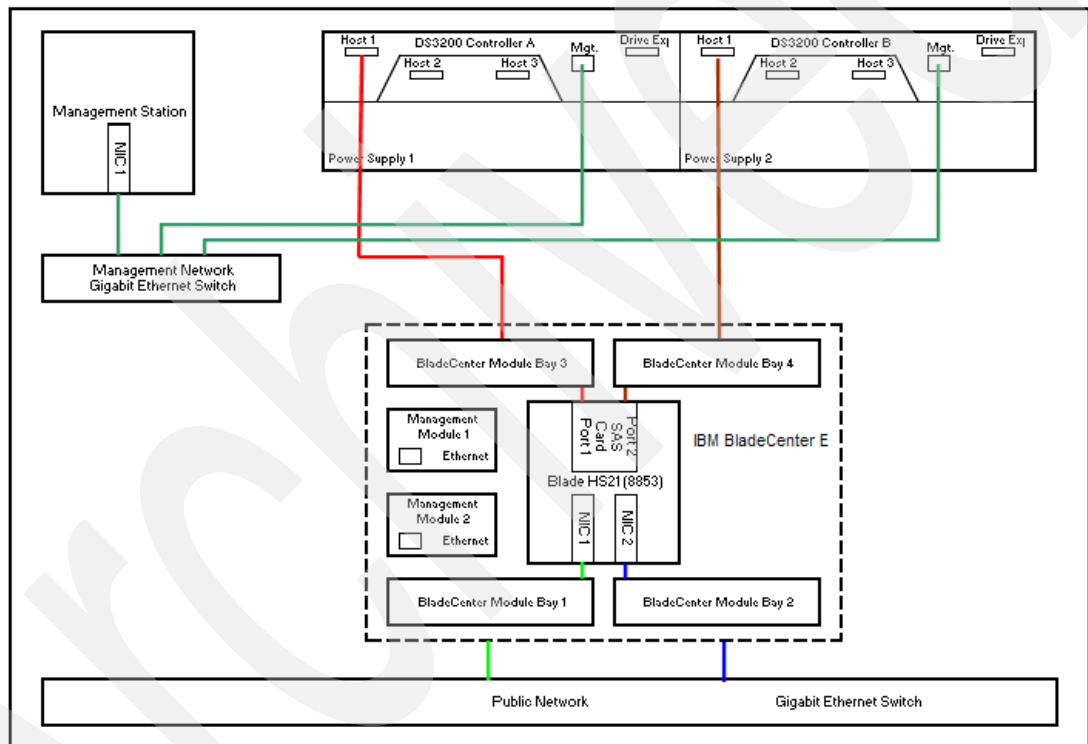 Host 1
DS3200 Controller A
Mgt.
Drive Exp
Host 1
DS3200 Controller B
Mgt.
Drive Exp
Host 2
Host 3
Host 2
Host 3
Management Station
NIC 1
Power Supply 1
Power Supply 2
Management Network
Gigabit Ethernet Switch
BladeCenter Module Bay 3
BladeCenter Module Bay 4
Management
Module 1
Ethernet
Port 1
SAS
Card
Port 2
IBM BladeCenter E
Blade HS21(8853)
Management
Module 2
Ethernet
NIC 1
NIC 2
BladeCenter Module Bay 1
BladeCenter Module Bay 2
Public Network
Gigabit Ethernet Switch